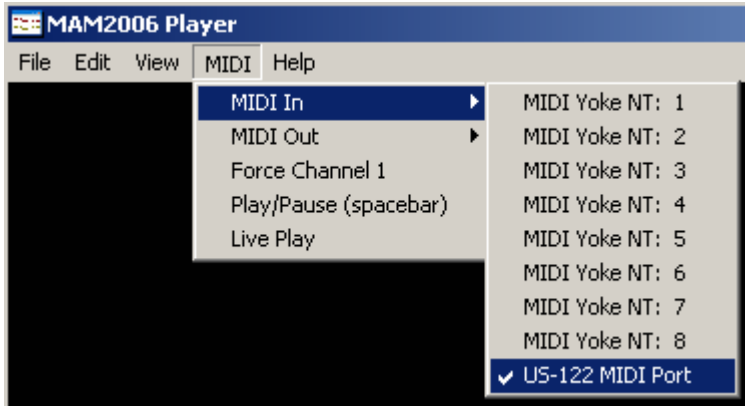 MAM2006 Player
File Edit View MIDI Help
MIDI In
MIDI Out
Force Channel 1
Play/Pause (spacebar)
Live Play
MIDI Yoke NT: 1
MIDI Yoke NT: 2
MIDI Yoke NT: 3
MIDI Yoke NT: 4
MIDI Yoke NT: 5
MIDI Yoke NT: 6
MIDI Yoke NT: 7
MIDI Yoke NT: 8
US-122 MIDI Port